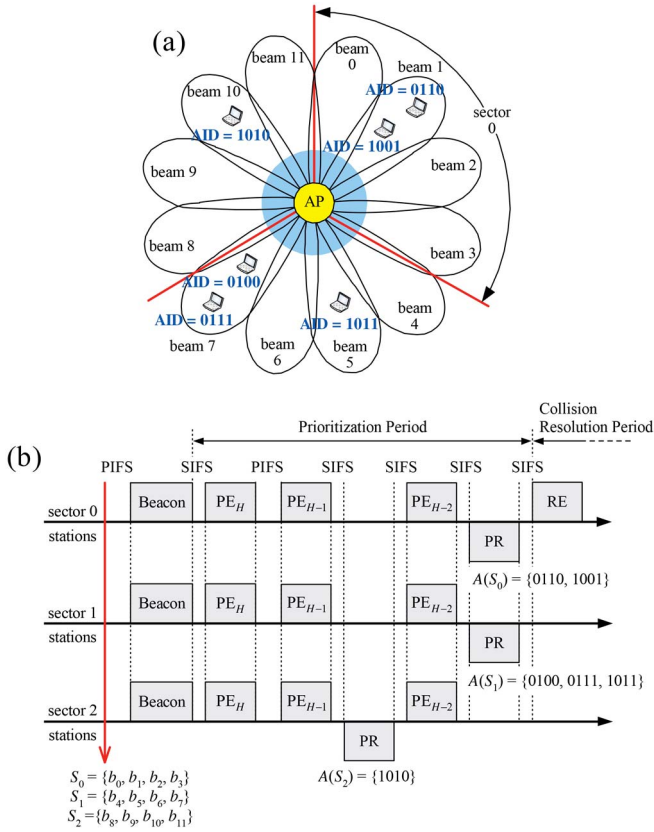 (a)
beam 11
beam
0
beam 1
beam 10
AID = 0110
AID = 1010
AID = 1001
sector
0
beam 9
beam 2
AP
beam 8
beam 3
AID = 0100
AID = 0111
AID = 1011
beam 7
beam
6
beam
5
beam
4
(b)
Prioritization Period
Collision
Resolution Period
PIFS SIFS PIFS SIFS SIFS SIFS SIFS
sector 0
stations
Beacon PE_H PE_{H−1} PE_{H−2} RE
PR
A(S_0) = {0110, 1001}
sector 1
stations
Beacon PE_H PE_{H−1} PE_{H−2}
PR
A(S_1) = {0100, 0111, 1011}
sector 2
stations
Beacon PE_H PE_{H−1} PE_{H−2}
PR
S_0 = {b_0, b_1, b_2, b_3}
S_1 = {b_4, b_5, b_6, b_7}
S_2 = {b_8, b_9, b_10, b_11}
A(S_2) = {1010}